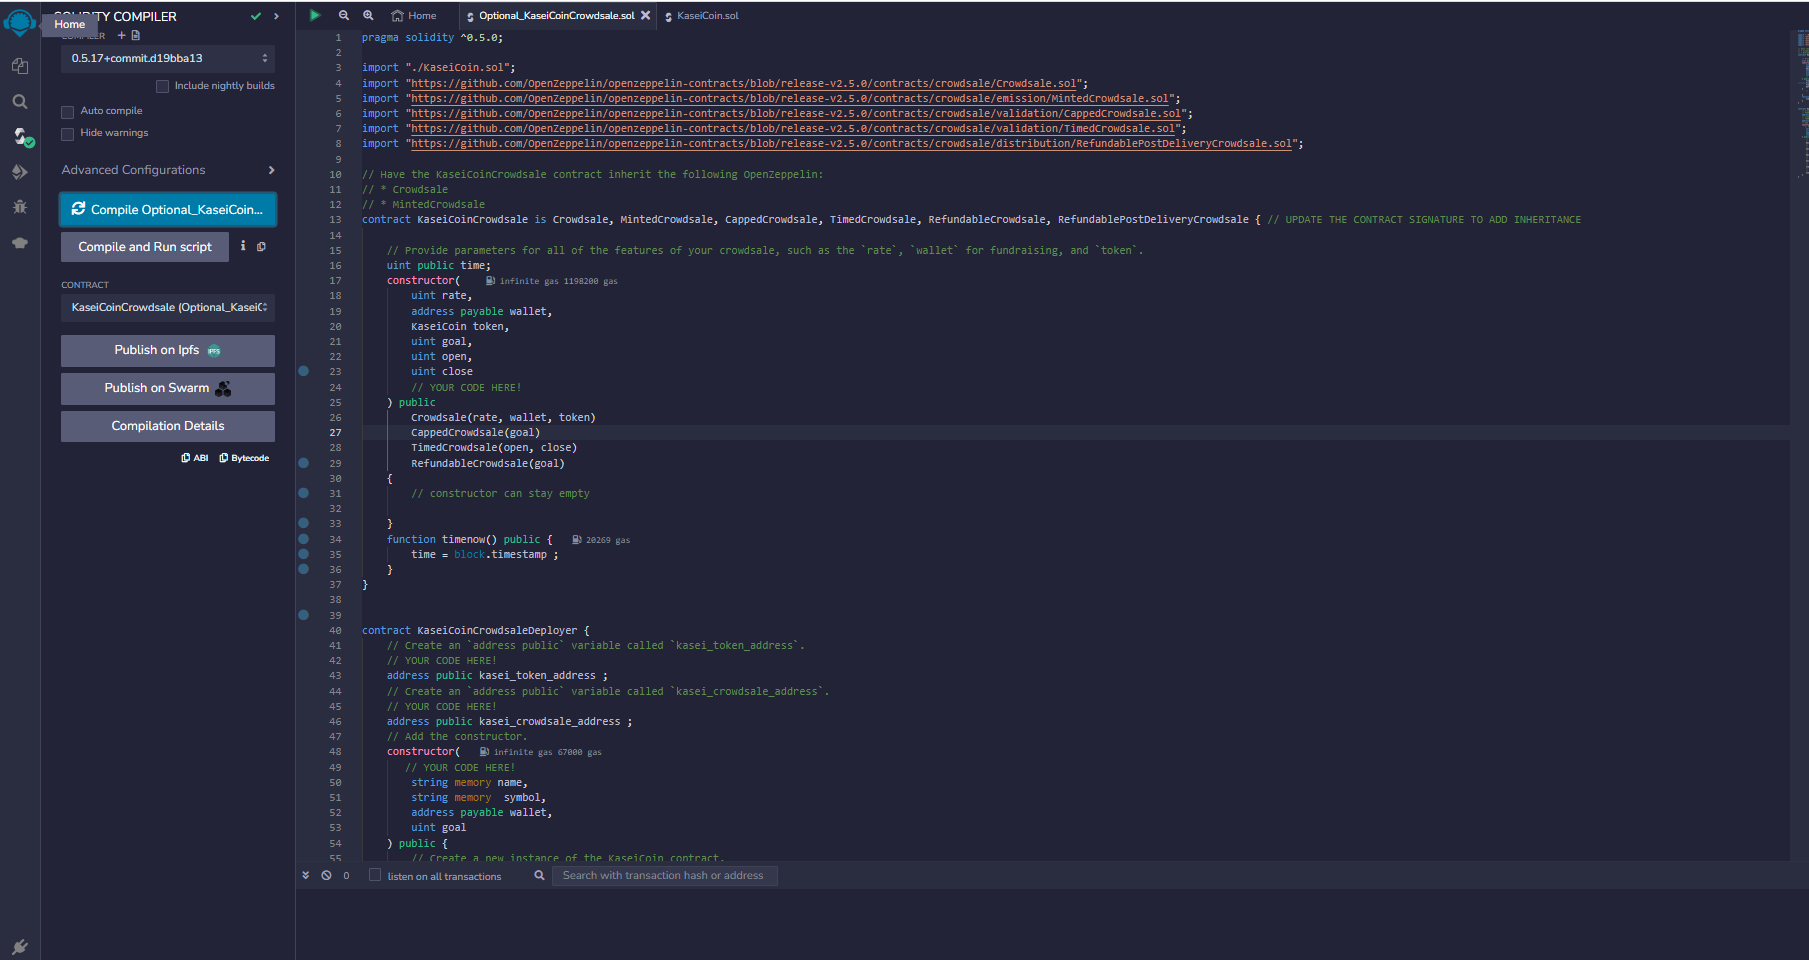 SOLIDITY COMPILER
Home
COMPILER
0.5.17+commit.d19bba13
Include nightly builds
Auto compile
Hide warnings
Advanced Configurations
Compile Optional_KaseiCoin...
Compile and Run script
CONTRACT
KaseiCoinCrowdsale (Optional_KaseiC
Publish on Ipfs
IPFS
Publish on Swarm
Compilation Details
ABI Bytecode
Home Optional_KaseiCoinCrowdsale.sol KaseiCoin.sol
1 pragma solidity ^0.5.0;
2
3 import "./KaseiCoin.sol";
4 import "https://github.com/OpenZeppelin/openzeppelin-contracts/blob/release-v2.5.0/contracts/crowdsale/Crowdsale.sol";
5 import "https://github.com/OpenZeppelin/openzeppelin-contracts/blob/release-v2.5.0/contracts/crowdsale/emission/MintedCrowdsale.sol";
6 import "https://github.com/OpenZeppelin/openzeppelin-contracts/blob/release-v2.5.0/contracts/crowdsale/validation/CappedCrowdsale.sol";
7 import "https://github.com/OpenZeppelin/openzeppelin-contracts/blob/release-v2.5.0/contracts/crowdsale/validation/TimedCrowdsale.sol";
8 import "https://github.com/OpenZeppelin/openzeppelin-contracts/blob/release-v2.5.0/contracts/crowdsale/distribution/RefundablePostDeliveryCrowdsale.sol";
9
10 // Have the KaseiCoinCrowdsale contract inherit the following OpenZeppelin:
11 // * Crowdsale
12 // * MintedCrowdsale
13 contract KaseiCoinCrowdsale is Crowdsale, MintedCrowdsale, CappedCrowdsale, TimedCrowdsale, RefundableCrowdsale, RefundablePostDeliveryCrowdsale { // UPDATE THE CONTRACT SIGNATURE TO ADD INHERITANCE
14
15 // Provide parameters for all of the features of your crowdsale, such as the `rate`, `wallet` for fundraising, and `token`.
16 uint public time;
17 constructor( infinite gas 1198200 gas
18 uint rate,
19 address payable wallet,
20 KaseiCoin token,
21 uint goal,
22 uint open,
23 uint close
24 // YOUR CODE HERE!
25 ) public
26 Crowdsale(rate, wallet, token)
27 CappedCrowdsale(goal)
28 TimedCrowdsale(open, close)
29 RefundableCrowdsale(goal)
30 {
31 // constructor can stay empty
32
33 }
34 function timenow() public { 20269 gas
35 time = block.timestamp ;
36 }
37 }
38
39
40 contract KaseiCoinCrowdsaleDeployer {
41 // Create an `address public` variable called `kasei_token_address`.
42 // YOUR CODE HERE!
43 address public kasei_token_address ;
44 // Create an `address public` variable called `kasei_crowdsale_address`.
45 // YOUR CODE HERE!
46 address public kasei_crowdsale_address ;
47 // Add the constructor.
48 constructor( infinite gas 67000 gas
49 // YOUR CODE HERE!
50 string memory name,
51 string memory symbol,
52 address payable wallet,
53 uint goal
54 ) public {
55 // Create a new instance of the KaseiCoin contract.
0 listen on all transactions Search with transaction hash or address